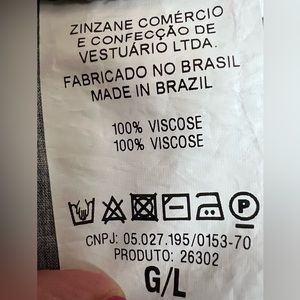 ZINZANE COMÉRCIO
E CONFECÇÃO DE
VESTUÁRIO LTDA.
FABRICADO NO BRASIL
MADE IN BRAZIL
100% VISCOSE
100% VISCOSE
P
CNPJ: 05.027.195/0153-70
PRODUTO: 26302
G/L